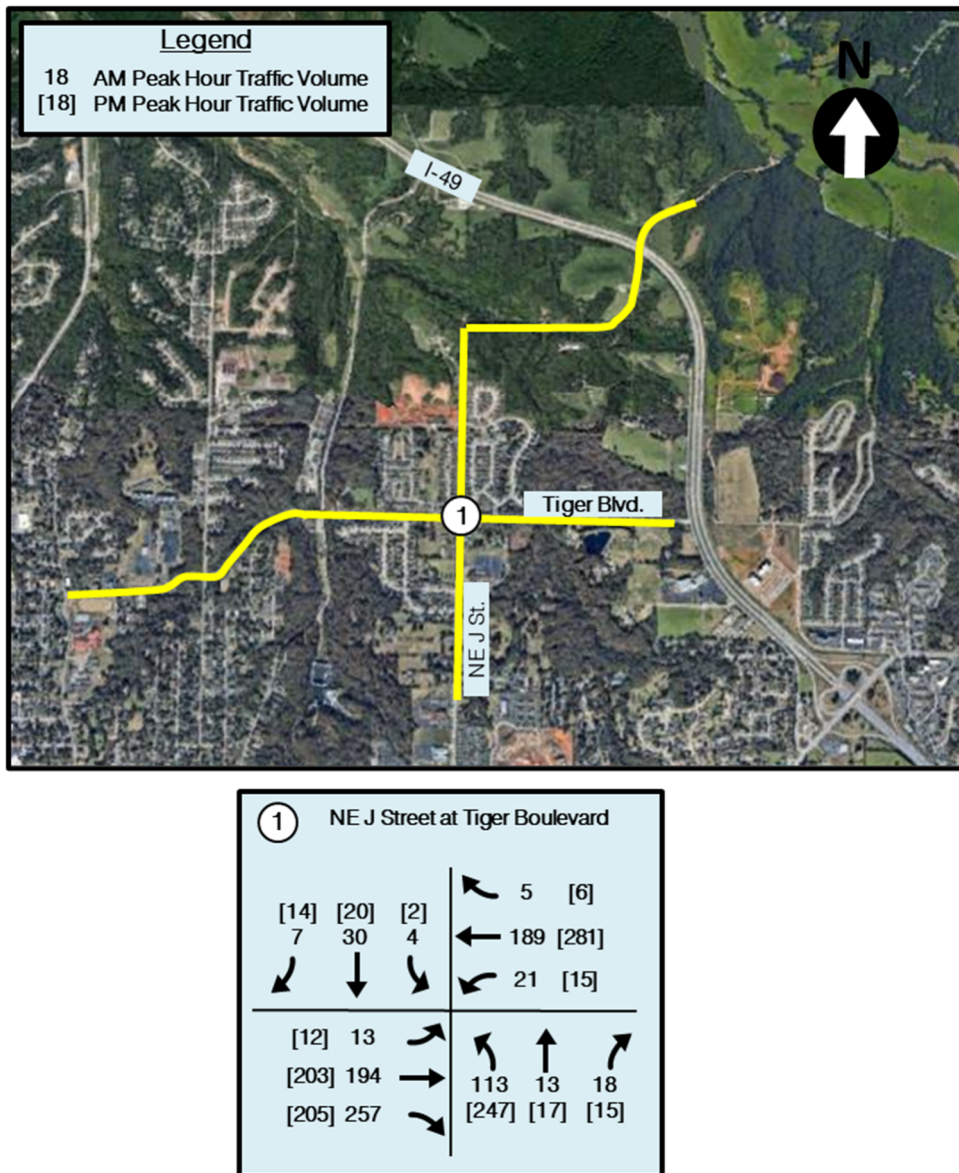 Legend
18 AM Peak Hour Traffic Volume
[18] PM Peak Hour Traffic Volume
N
I-49
Tiger Blvd.
1
NE J St.
1 NE J Street at Tiger Boulevard
5 [6]
[14] [20] [2]
7 30 4
189 [281]
21 [15]
[12] 13
[203] 194
113 13 18
[205] 257
[247] [17] [15]